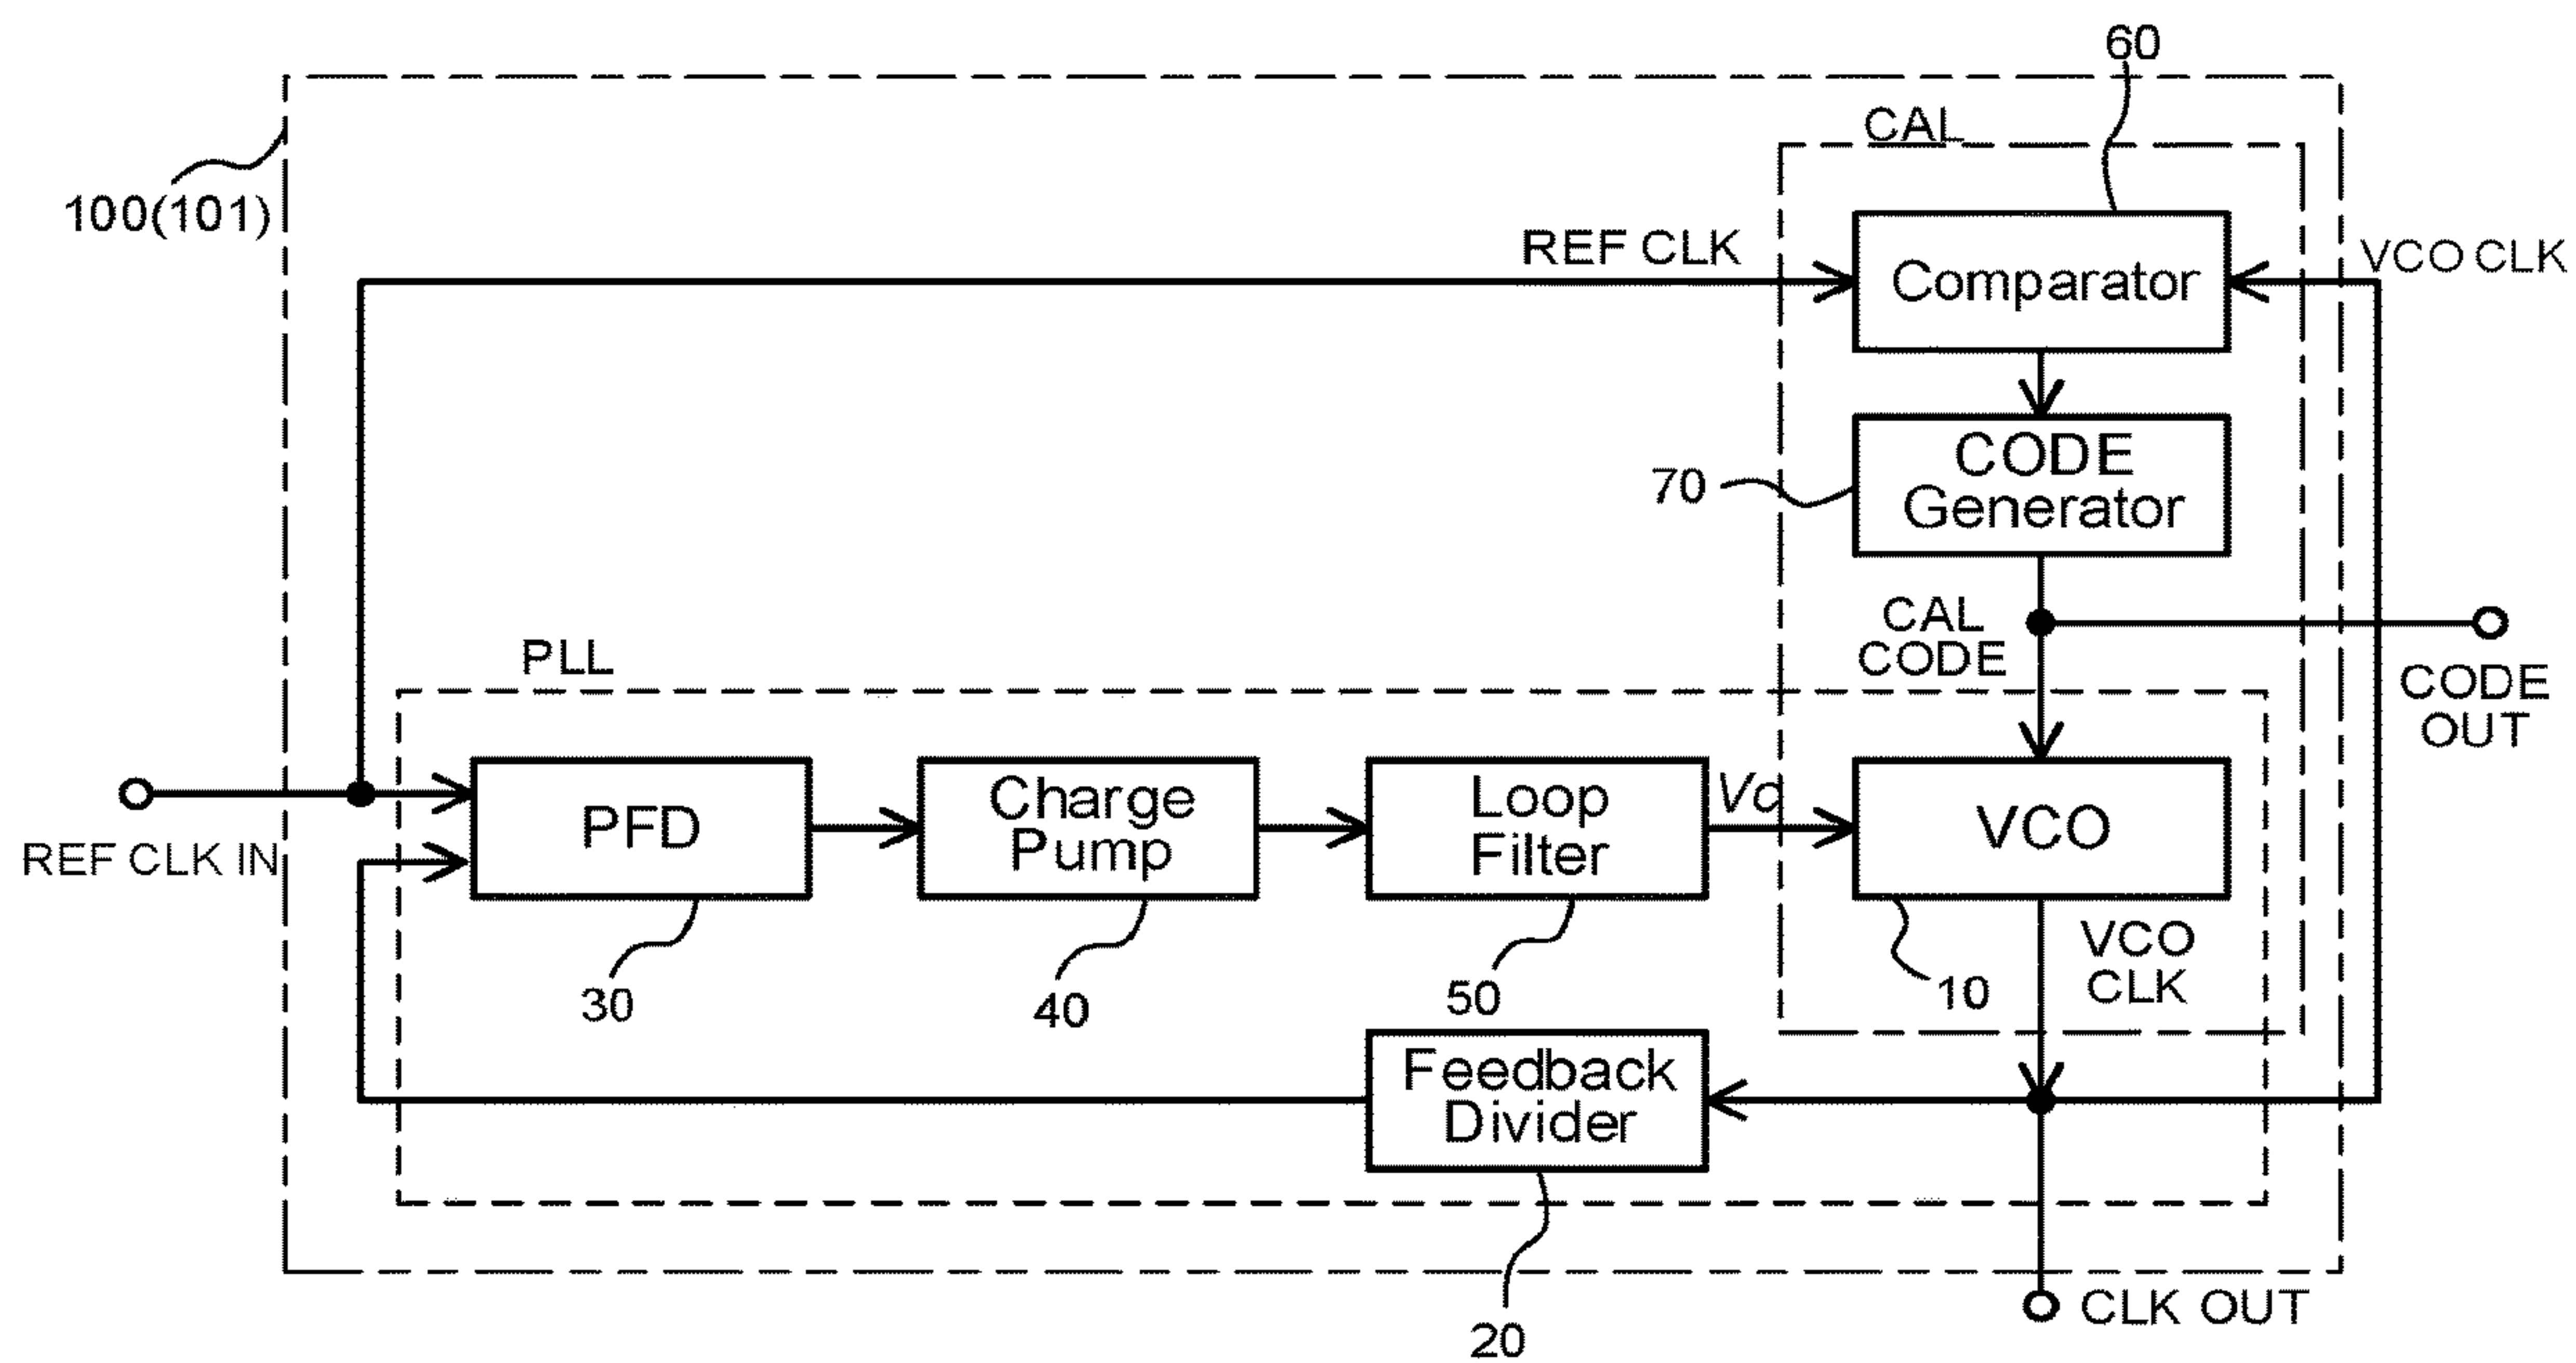 60
CAL
100(101)
REF CLK
VCO CLK
Comparator
CODE
Generator
70
CAL
CODE
PLL
CODE
OUT
REF CLK IN
PFD
Charge
Pump
Loop
Filter
Vc
VCO
VCO
CLK
30
40
50
10
Feedback
Divider
CLK OUT
20